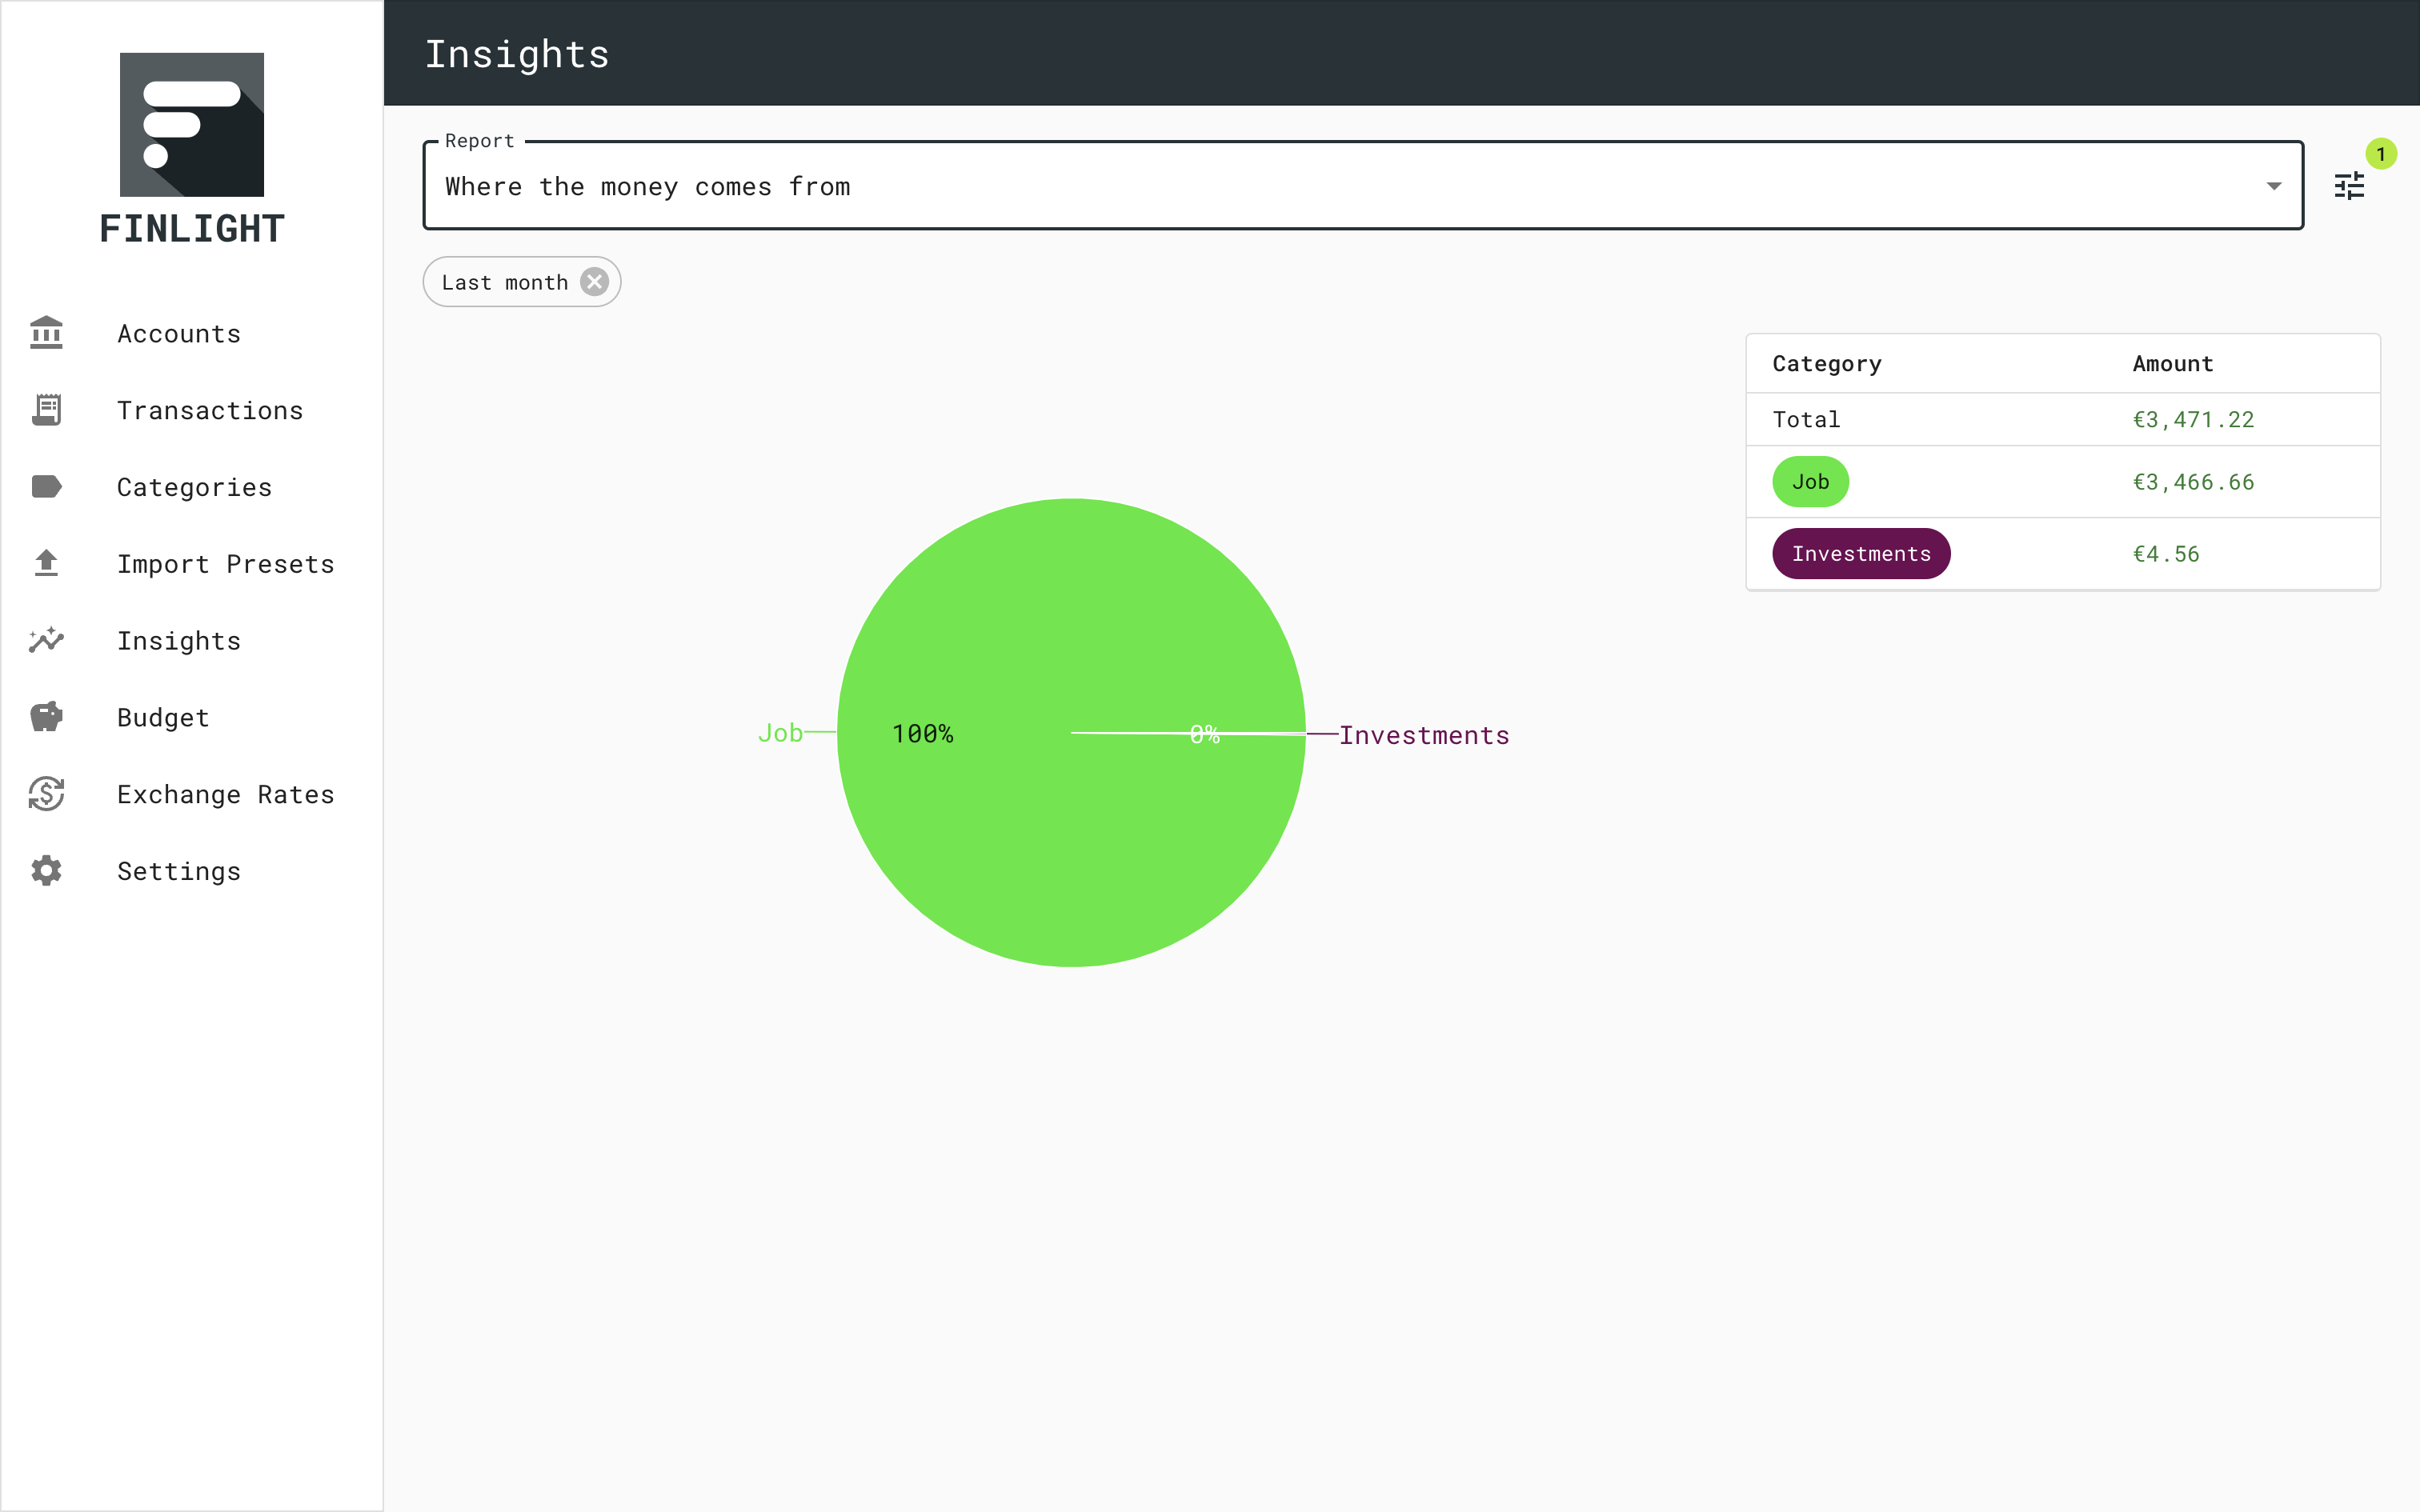 FINLIGHT
Accounts
Transactions
Categories
Import Presets
Insights
Budget
Exchange Rates
Settings
Insights
Report
Where the money comes from
1
Last month
Category Amount
Total €3,471.22
Job €3,466.66
Investments €4.56
Job 100% 0% Investments